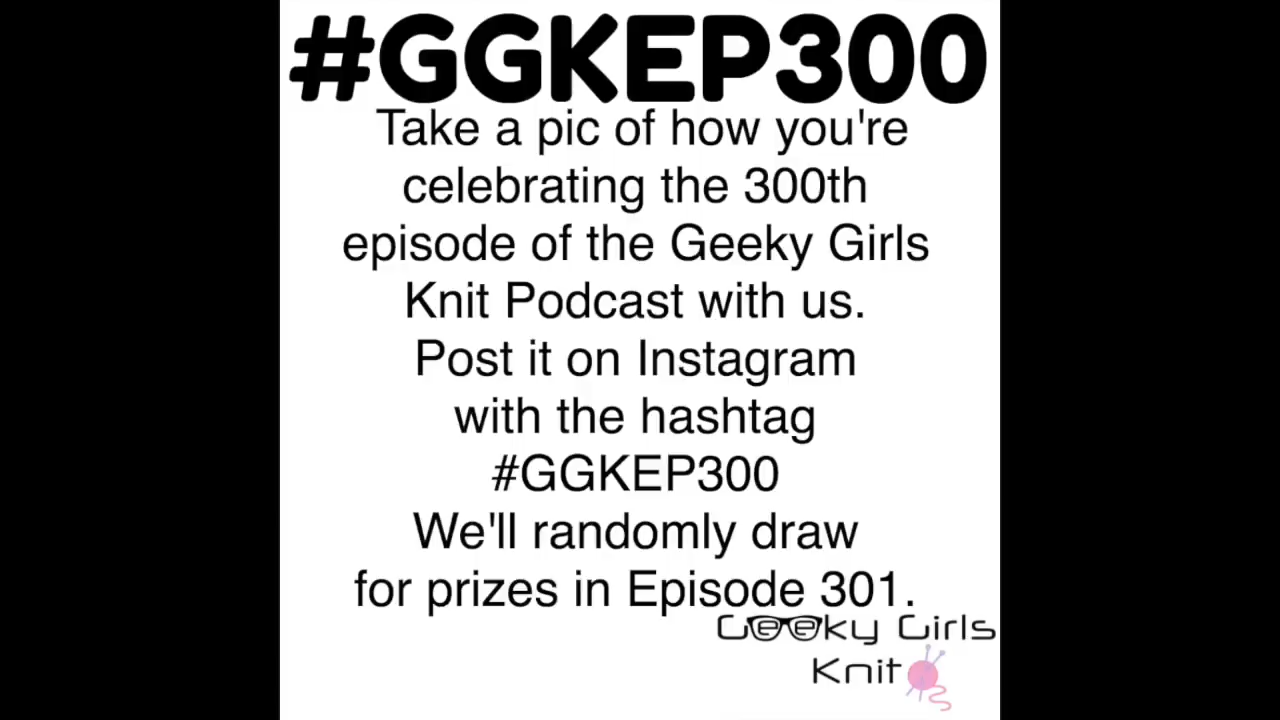 #GGKEP300
Take a pic of how you're
celebrating the 300th
episode of the Geeky Girls
Knit Podcast with us.
Post it on Instagram
with the hashtag
#GGKEP300
We'll randomly draw
for prizes in Episode 301.
Geeky Girls
Knit